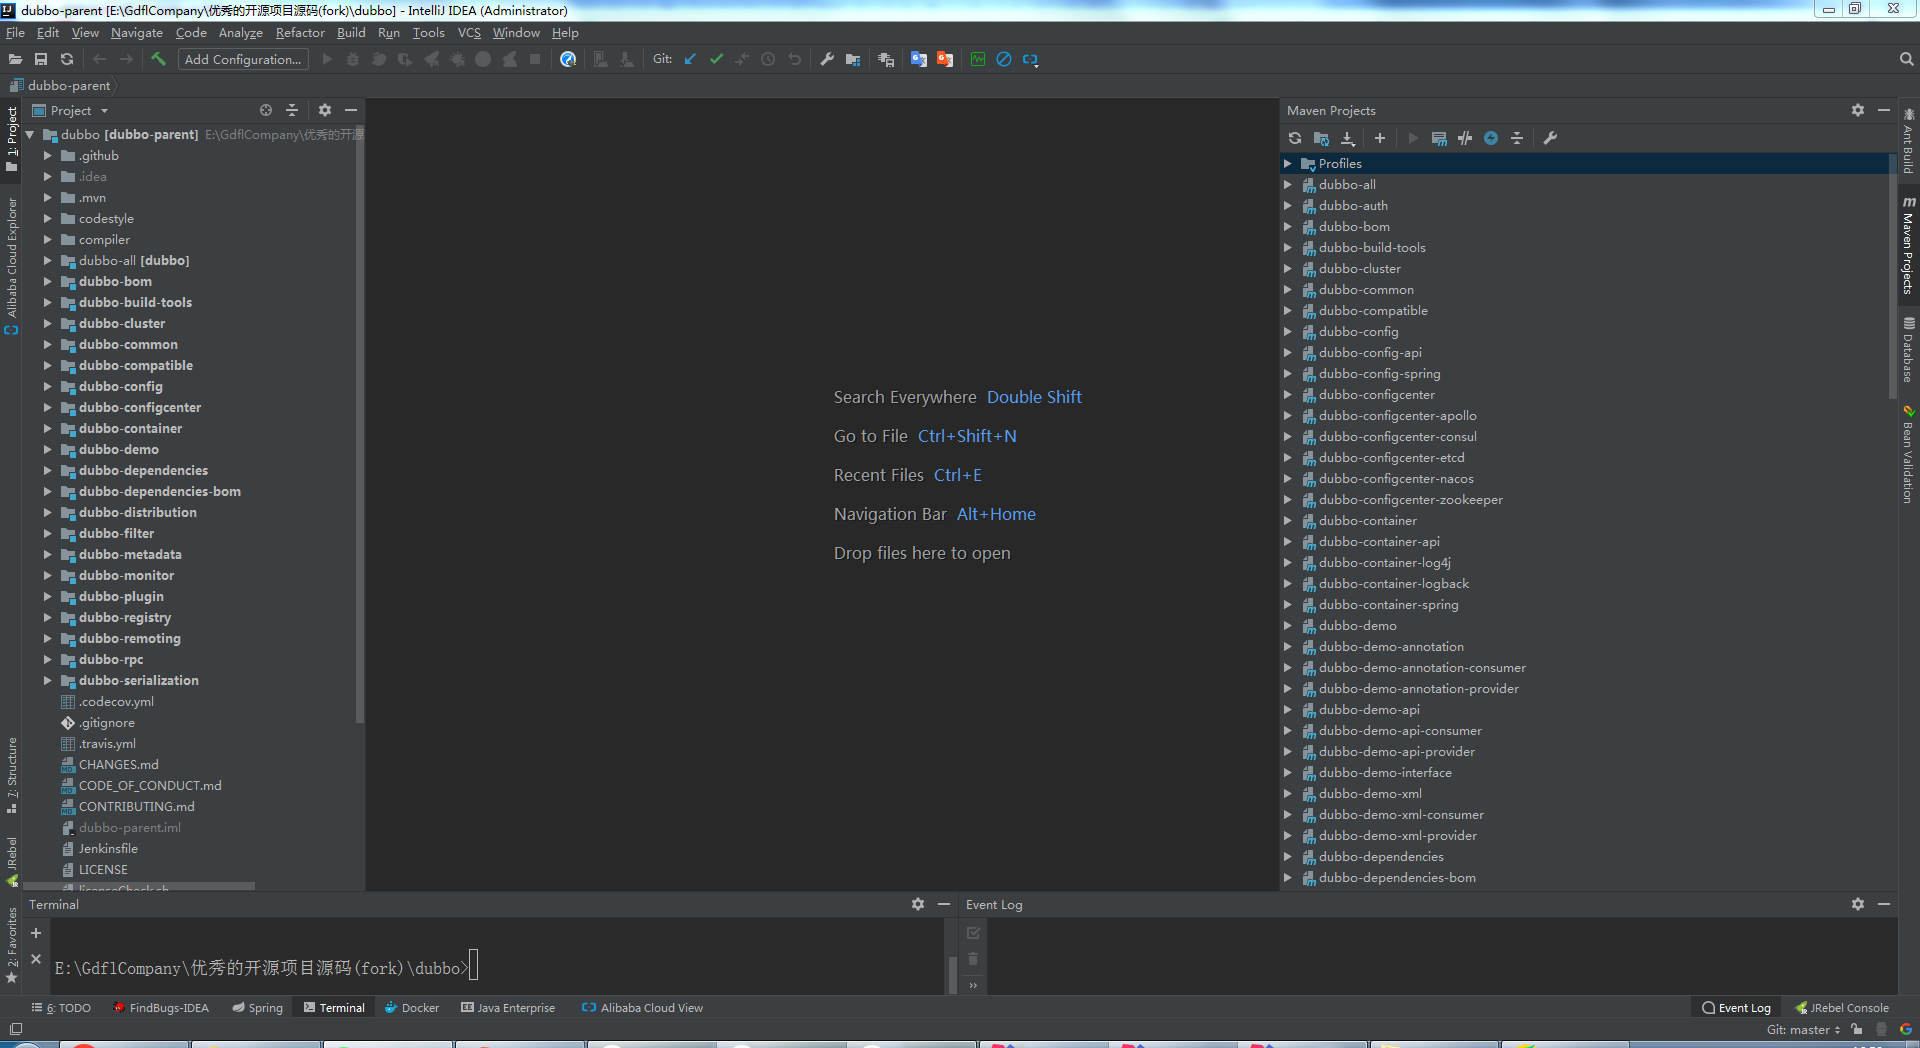 dubbo-parent [E:\GdflCompany\优秀的开源项目源码(fork)\dubbo] - IntelliJ IDEA (Administrator)
File Edit View Navigate Code Analyze Refactor Build Run Tools VCS Window Help
Add Configuration...
Git:
dubbo-parent
1: Project
Alibaba Cloud Explorer
7: Structure
JRebel
2: Favorites
Project
dubbo [dubbo-parent] E:\GdflCompany\优秀的开源
.github
.idea
.mvn
codestyle
compiler
dubbo-all [dubbo]
dubbo-bom
dubbo-build-tools
dubbo-cluster
dubbo-common
dubbo-compatible
dubbo-config
dubbo-configcenter
dubbo-container
dubbo-demo
dubbo-dependencies
dubbo-dependencies-bom
dubbo-distribution
dubbo-filter
dubbo-metadata
dubbo-monitor
dubbo-plugin
dubbo-registry
dubbo-remoting
dubbo-rpc
dubbo-serialization
.codecov.yml
.gitignore
.travis.yml
CHANGES.md
CODE_OF_CONDUCT.md
CONTRIBUTING.md
dubbo-parent.iml
Jenkinsfile
LICENSE
licenseCheck.sh
Search Everywhere Double Shift
Go to File Ctrl+Shift+N
Recent Files Ctrl+E
Navigation Bar Alt+Home
Drop files here to open
Maven Projects
Profiles
dubbo-all
dubbo-auth
dubbo-bom
dubbo-build-tools
dubbo-cluster
dubbo-common
dubbo-compatible
dubbo-config
dubbo-config-api
dubbo-config-spring
dubbo-configcenter
dubbo-configcenter-apollo
dubbo-configcenter-consul
dubbo-configcenter-etcd
dubbo-configcenter-nacos
dubbo-configcenter-zookeeper
dubbo-container
dubbo-container-api
dubbo-container-log4j
dubbo-container-logback
dubbo-container-spring
dubbo-demo
dubbo-demo-annotation
dubbo-demo-annotation-consumer
dubbo-demo-annotation-provider
dubbo-demo-api
dubbo-demo-api-consumer
dubbo-demo-api-provider
dubbo-demo-interface
dubbo-demo-xml
dubbo-demo-xml-consumer
dubbo-demo-xml-provider
dubbo-dependencies
dubbo-dependencies-bom
Ant Build
Maven Projects
Database
Bean Validation
Terminal
E:\GdflCompany\优秀的开源项目源码(fork)\dubbo>
Event Log
6: TODO FindBugs-IDEA Spring Terminal Docker Java Enterprise Alibaba Cloud View Event Log JRebel Console
Git: master